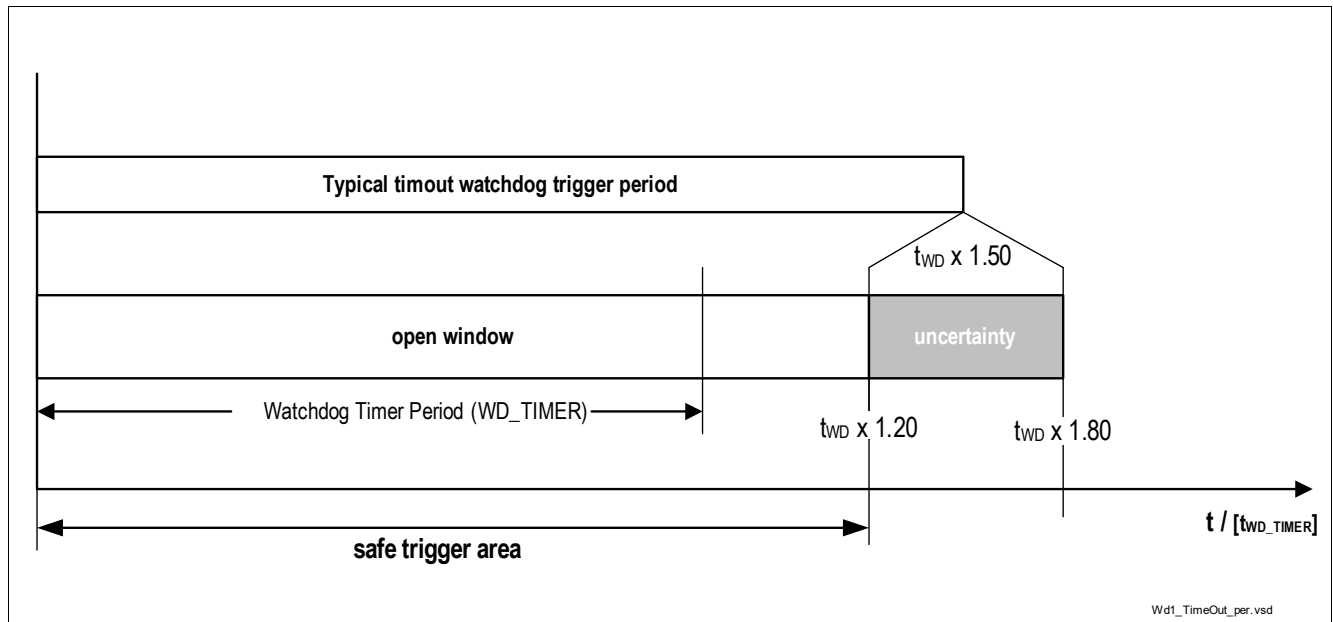 Typical timout watchdog trigger period
tWD x 1.50
open window
uncertainty
Watchdog Timer Period (WD_TIMER)
tWD x 1.20
tWD x 1.80
t / [tWD_TIMER]
safe trigger area
Wd1_TimeOut_per.vsd